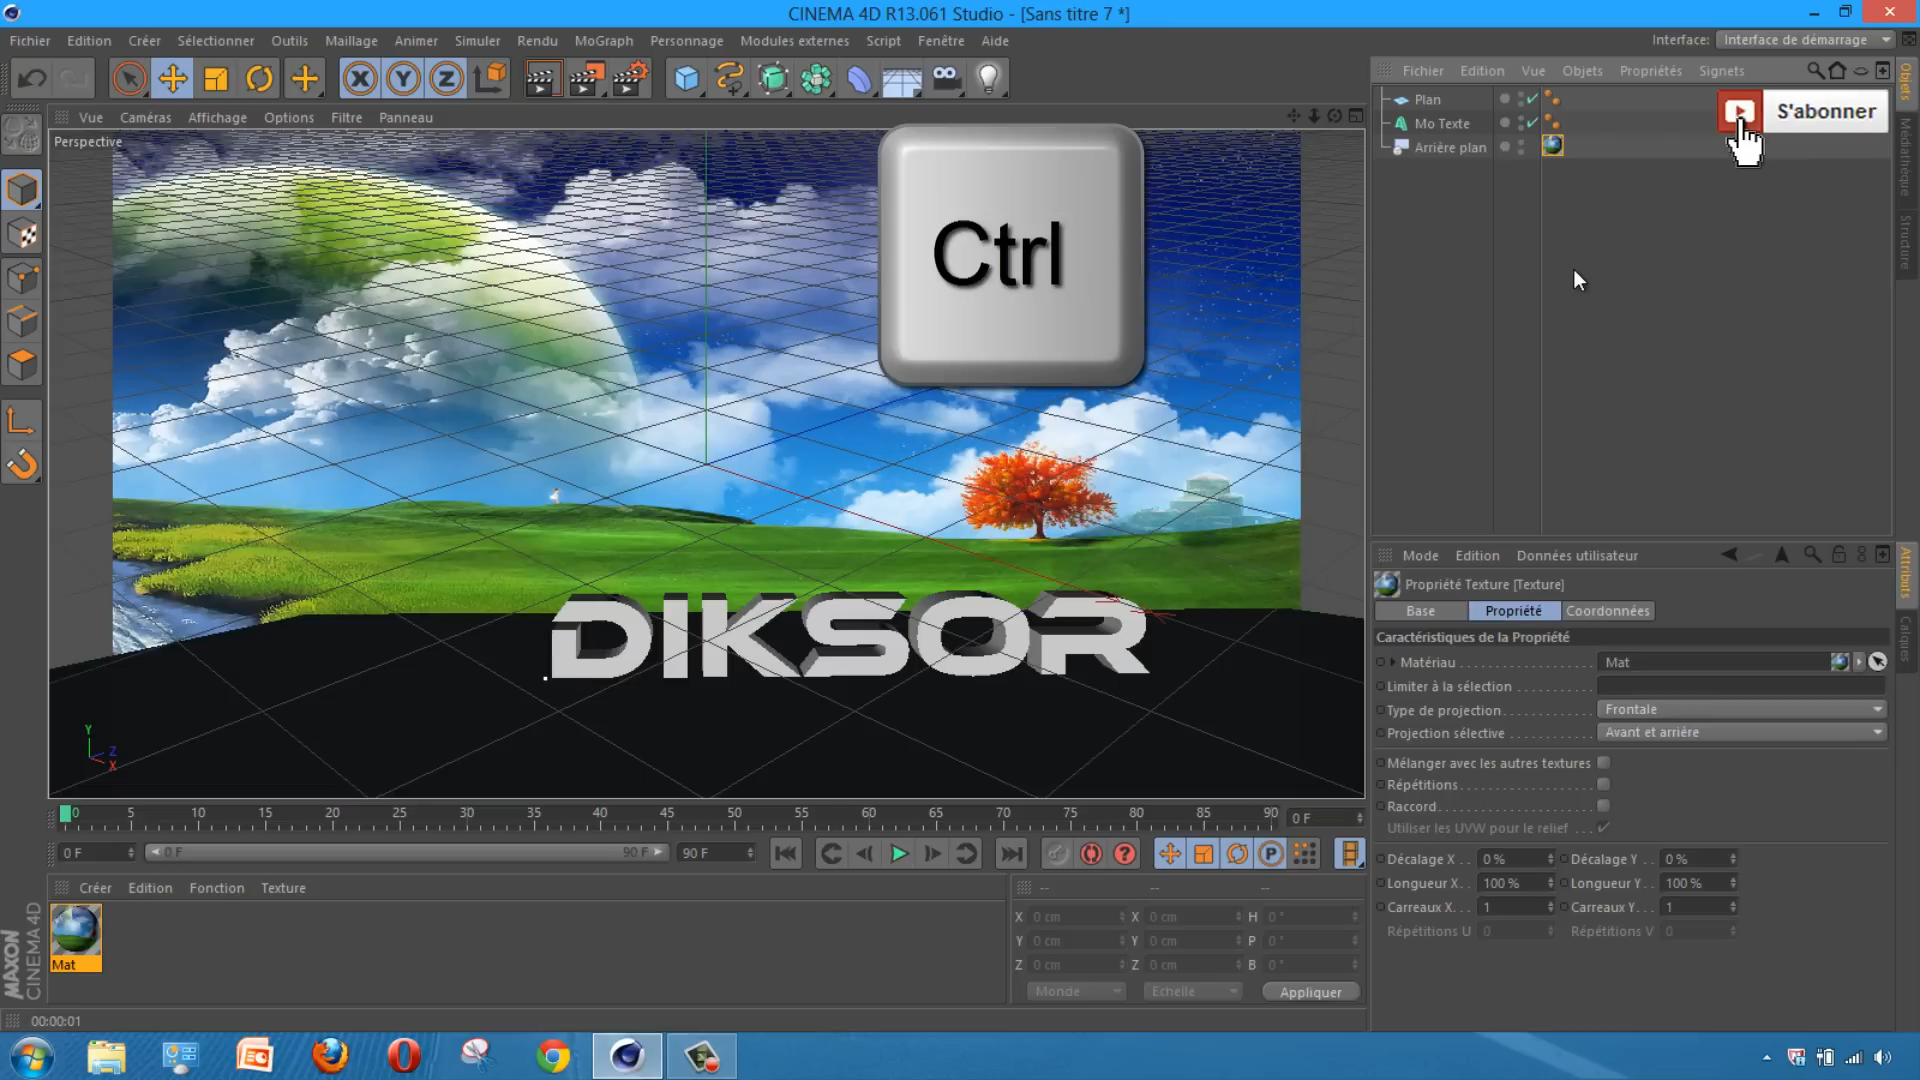 CINEMA 4D R13.061 Studio - [Sans titre 7 *]
Fichier Edition Créer Sélectionner Outils Maillage Animer Simuler Rendu MoGraph Personnage Modules externes Script Fenêtre Aide
Interface: Interface de démarrage
X Y Z
Fichier Edition Vue Objets Propriétés Signets
Objets
Médiathèque
Structure
Plan
Mo Texte
Arrière plan
S'abonner
Vue Caméras Affichage Options Filtre Panneau
Perspective
Ctrl
DIKSOR
Y
Z
X
Mode Edition Données utilisateur
Attributs
Calques
Propriété Texture [Texture]
Base Propriété Coordonnées
Caractéristiques de la Propriété
Matériau Mat
Limiter à la sélection
Type de projection Frontale
Projection sélective Avant et arrière
Mélanger avec les autres textures
Répétitions
Raccord
Utiliser les UVW pour le relief
Décalage X 0 % Décalage Y 0 %
Longueur X 100 % Longueur Y 100 %
Carreaux X 1 Carreaux Y 1
Répétitions U 0 Répétitions V 0
0 5 10 15 20 25 30 35 40 45 50 55 60 65 70 75 80 85 90 0 F
0 F 0 F 90 F 90 F P
Créer Edition Fonction Texture
Mat
-- -- --
X 0 cm X 0 cm H 0 °
Y 0 cm Y 0 cm P 0 °
Z 0 cm Z 0 cm B 0 °
Monde Echelle Appliquer
MAXON
CINEMA 4D
00:00:01